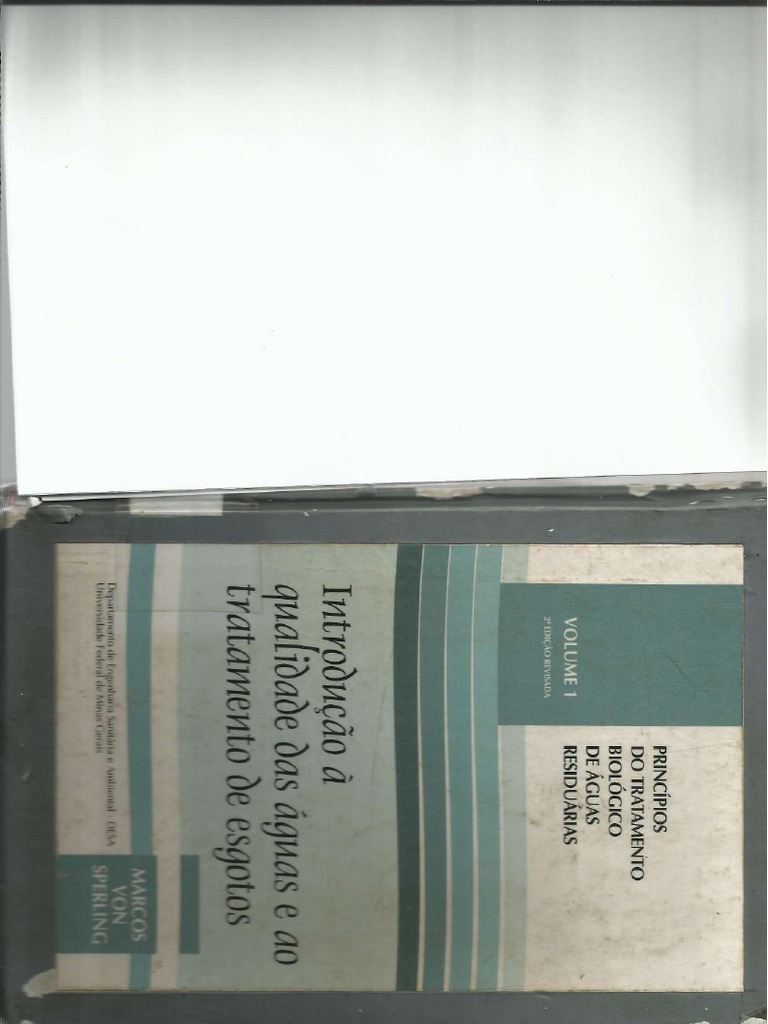 VOLUME 1
2ª EDIÇÃO REVISADA
PRINCÍPIOS
DO TRATAMENTO
BIOLÓGICO
DE ÁGUAS
RESIDUÁRIAS
Introdução à
qualidade das águas e ao
tratamento de esgotos
Departamento de Engenharia Sanitária e Ambiental - DESA
Universidade Federal de Minas Gerais
MARCOS
VON
SPERLING